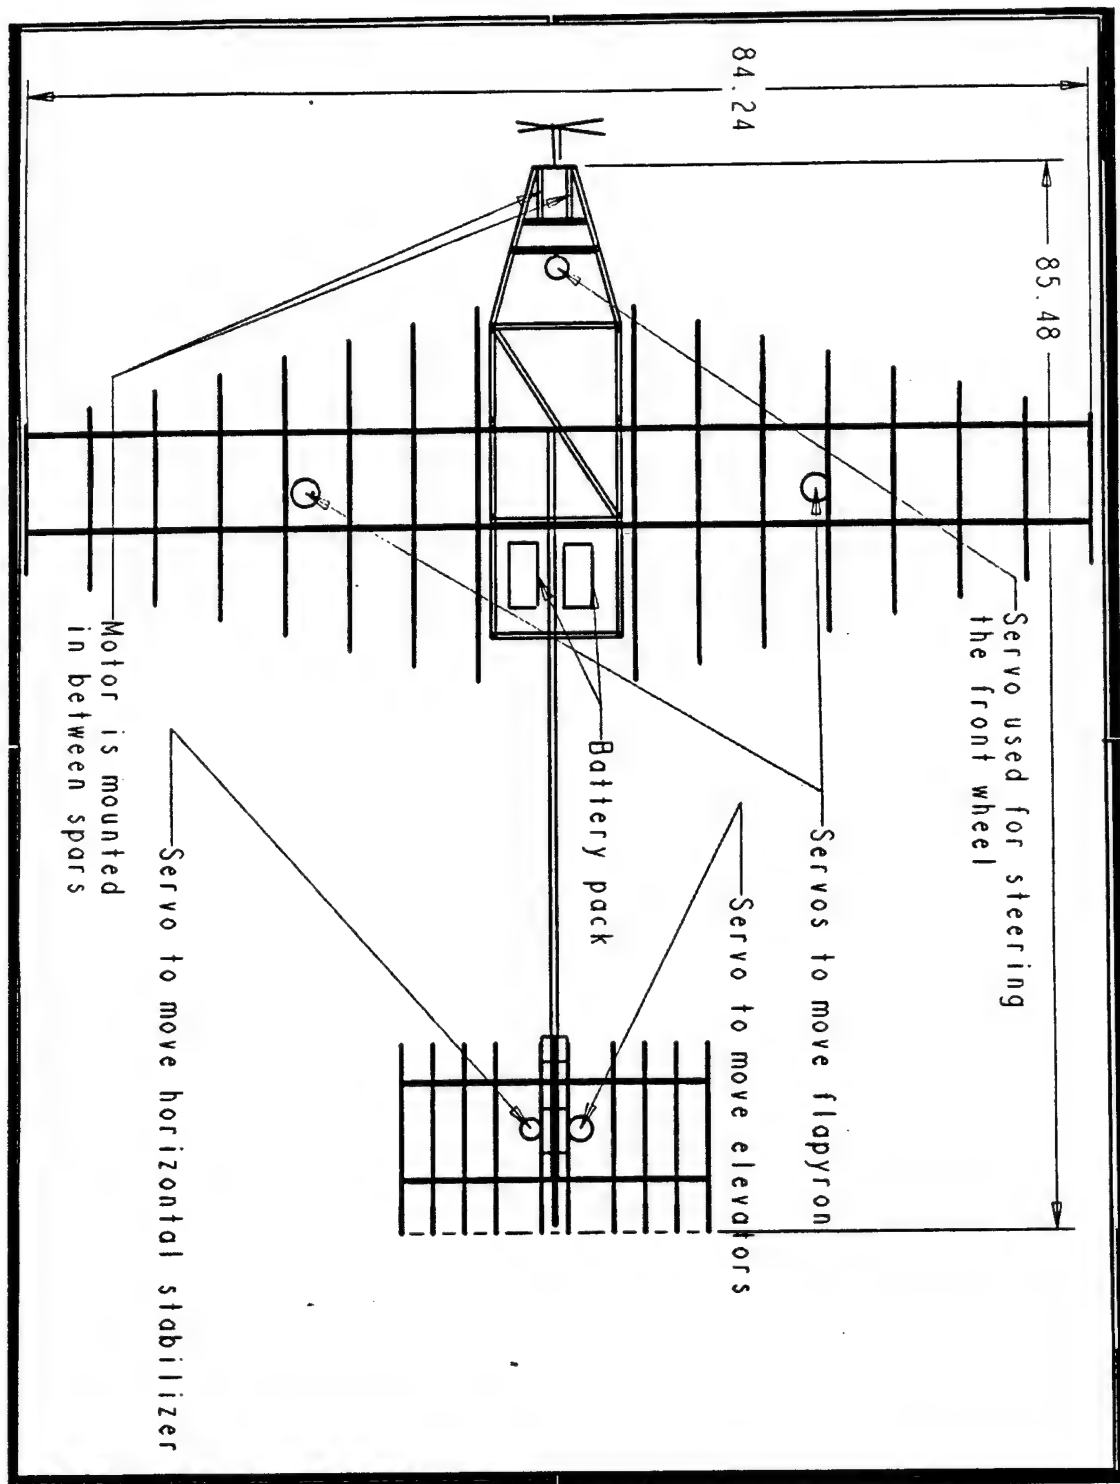 84.24
85.48
Servo used for steering
the front wheel
Servos to move flapyron
Servo to move elevators
Battery pack
Motor is mounted
in between spars
Servo to move horizontal stabilizer